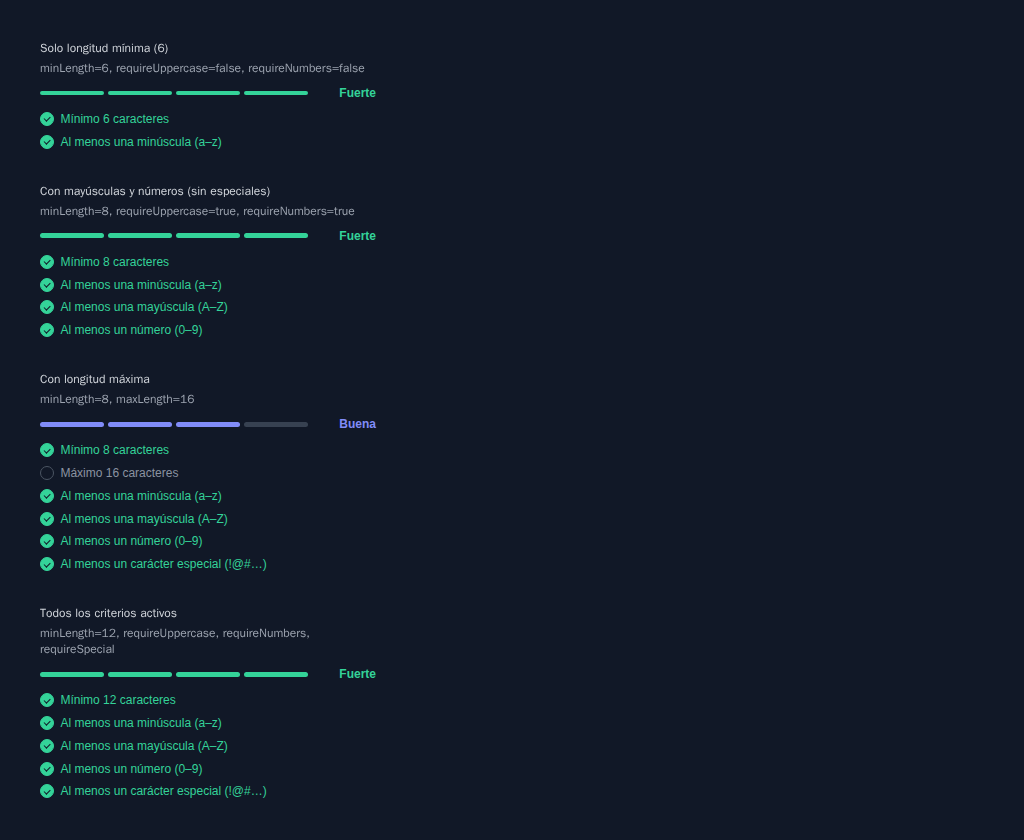 Solo longitud mínima (6)
minLength=6, requireUppercase=false, requireNumbers=false
Fuerte
Mínimo 6 caracteres
Al menos una minúscula (a–z)
Con mayúsculas y números (sin especiales)
minLength=8, requireUppercase=true, requireNumbers=true
Fuerte
Mínimo 8 caracteres
Al menos una minúscula (a–z)
Al menos una mayúscula (A–Z)
Al menos un número (0–9)
Con longitud máxima
minLength=8, maxLength=16
Buena
Mínimo 8 caracteres
Máximo 16 caracteres
Al menos una minúscula (a–z)
Al menos una mayúscula (A–Z)
Al menos un número (0–9)
Al menos un carácter especial (!@#…)
Todos los criterios activos
minLength=12, requireUppercase, requireNumbers,
requireSpecial
Fuerte
Mínimo 12 caracteres
Al menos una minúscula (a–z)
Al menos una mayúscula (A–Z)
Al menos un número (0–9)
Al menos un carácter especial (!@#…)